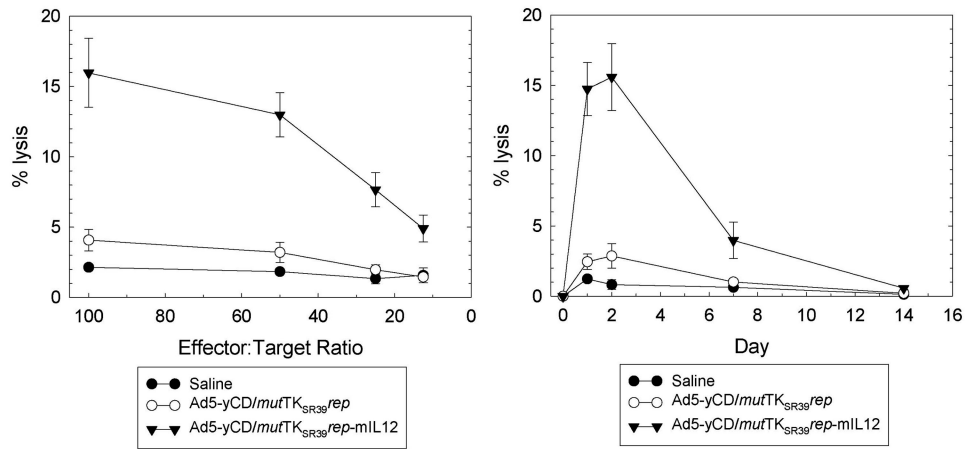 % lysis
20
15
10
5
0
100 80 60 40 20 0
Effector:Target Ratio
Saline
Ad5-yCD/mutTKSR39rep
Ad5-yCD/mutTKSR39rep-mIL12
% lysis
20
15
10
5
0
0 2 4 6 8 10 12 14 16
Day
Saline
Ad5-yCD/mutTKSR39rep
Ad5-yCD/mutTKSR39rep-mIL12